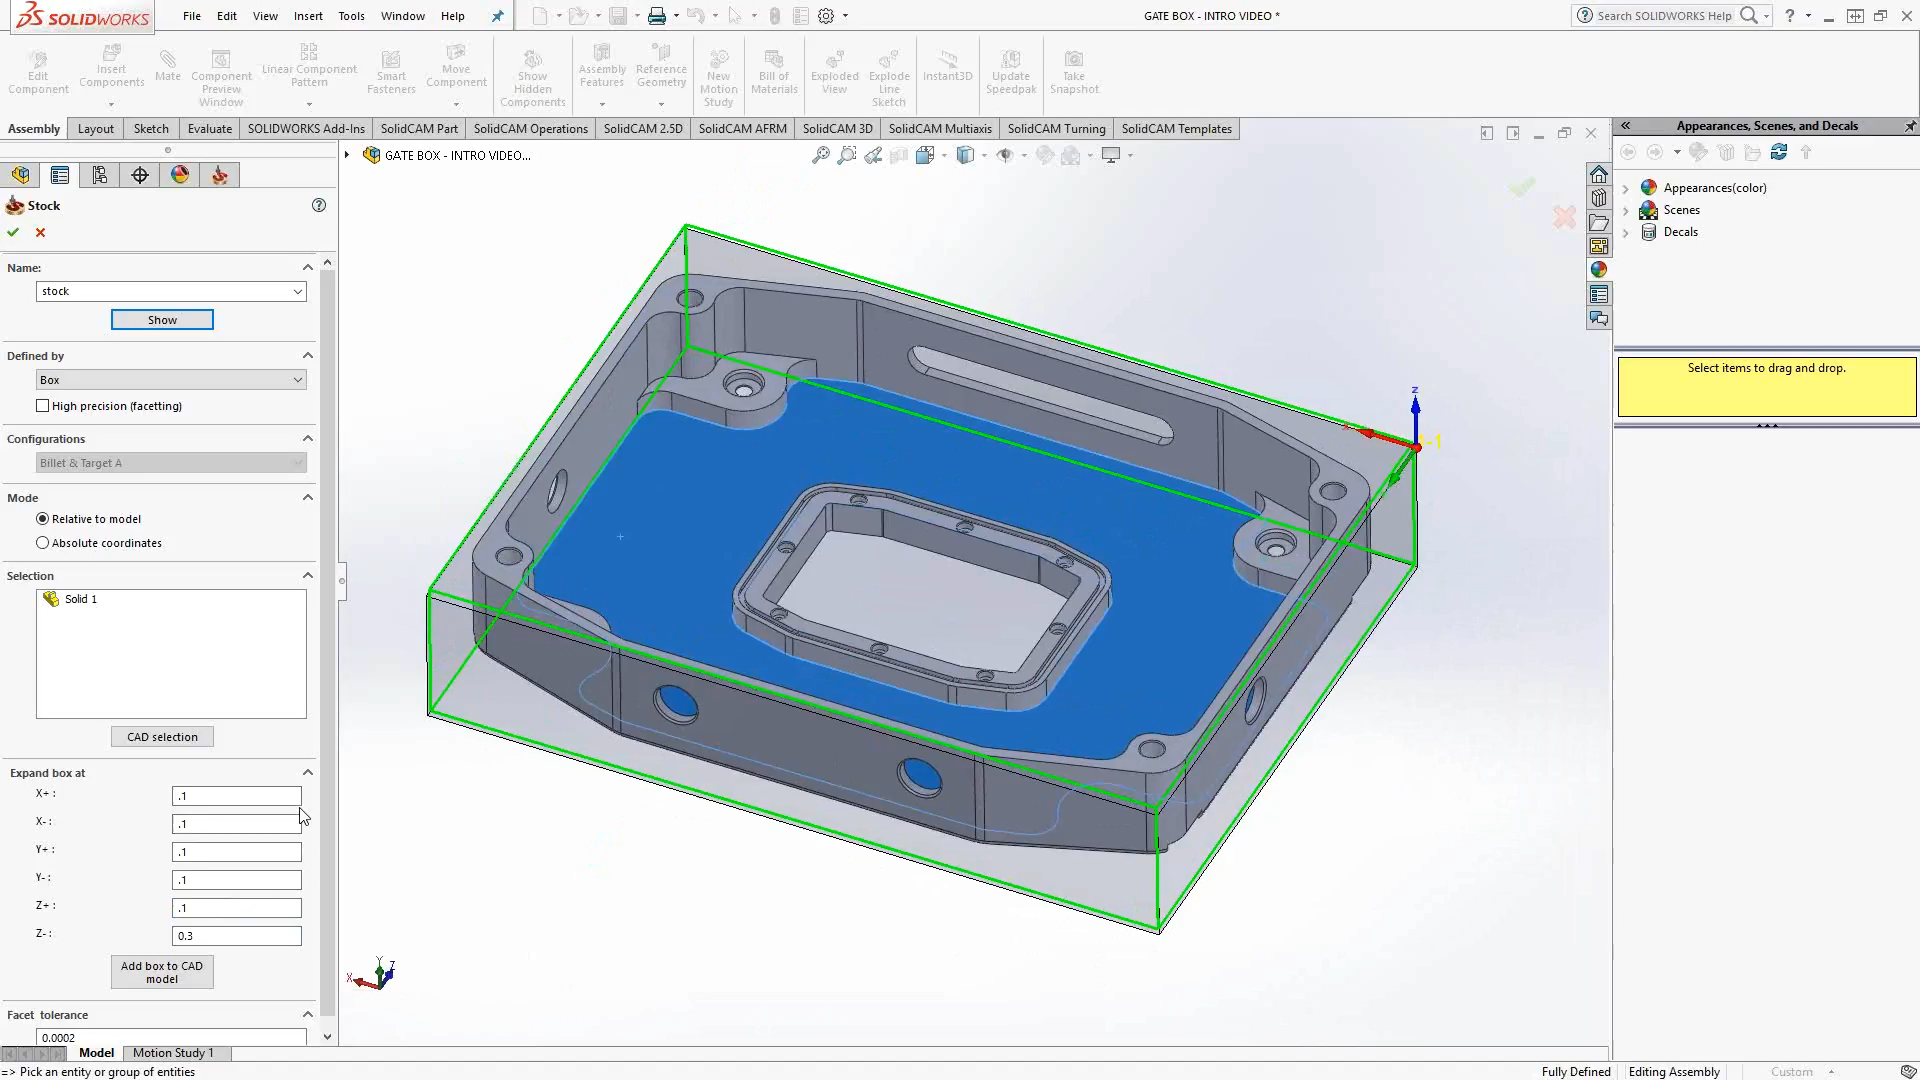 SOLIDWORKS
File Edit View Insert Tools Window Help
GATE BOX - INTRO VIDEO *
Search SOLIDWORKS Help
?
Edit Component
Insert Components
Mate
Component Preview Window
Linear Component Pattern
Smart Fasteners
Move Component
Show Hidden Components
Assembly Features
Reference Geometry
New Motion Study
Bill of Materials
Exploded View
Explode Line Sketch
Instant3D
Update Speedpak
Take Snapshot
Assembly Layout Sketch Evaluate SOLIDWORKS Add-Ins SolidCAM Part SolidCAM Operations SolidCAM 2.5D SolidCAM AFRM SolidCAM 3D SolidCAM Multiaxis SolidCAM Turning SolidCAM Templates
Appearances, Scenes, and Decals
GATE BOX - INTRO VIDEO...
Appearances(color)
Scenes
Decals
Select items to drag and drop.
Stock
?
Name:
stock
Show
Defined by
Box
High precision (facetting)
Configurations
Billet & Target A
Mode
Relative to model
Absolute coordinates
Selection
Solid 1
CAD selection
Expand box at
X+ : .1
X- : .1
Y+ : .1
Y- : .1
Z+ : .1
Z- : 0.3
Add box to CAD model
Facet tolerance
0.0002
Z
X Y Z
Model Motion Study 1
=> Pick an entity or group of entities
Fully Defined Editing Assembly Custom